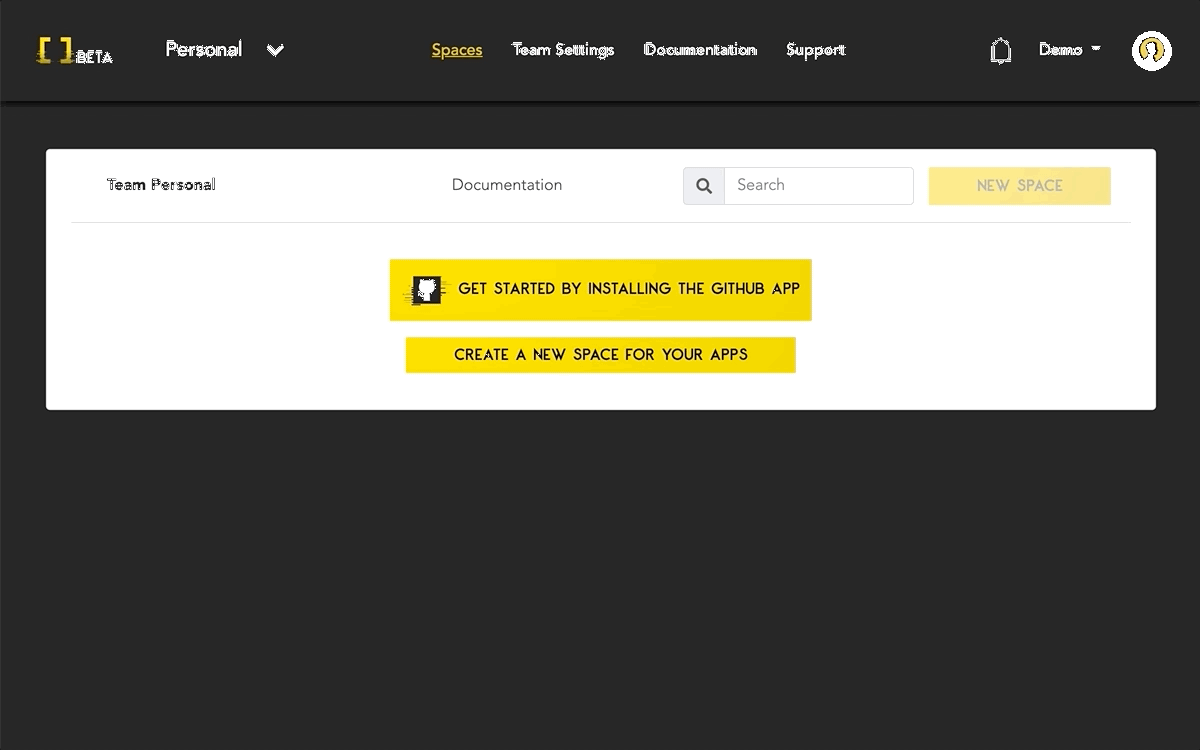 [ ] BETA Personal Spaces Team Settings Documentation Support Demo
Team Personal Documentation Search NEW SPACE
GET STARTED BY INSTALLING THE GITHUB APP
CREATE A NEW SPACE FOR YOUR APPS